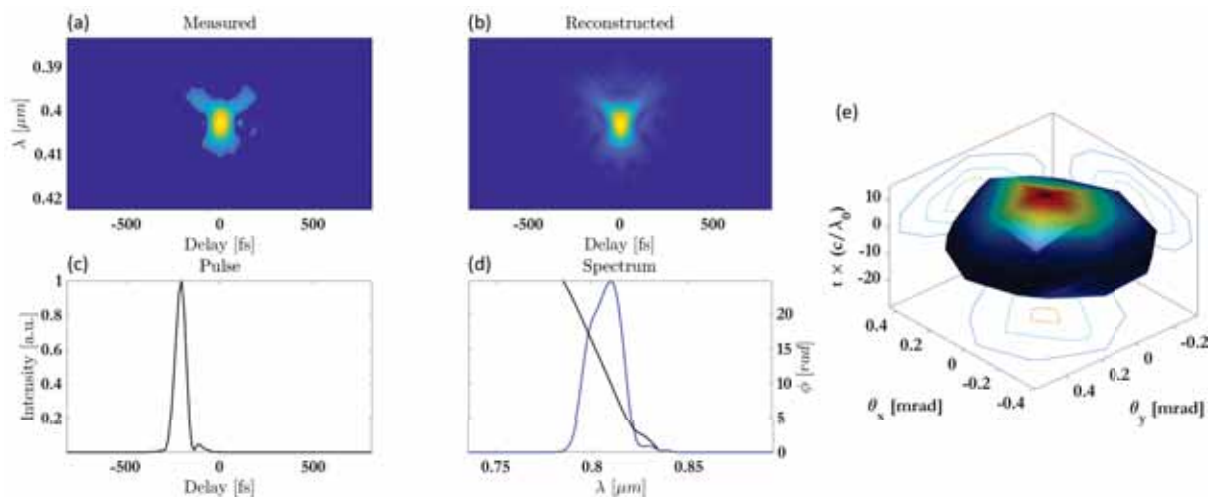 (a) Measured
λ [μm]
0.39
0.4
0.41
0.42
-500 0 500
Delay [fs]
(b) Reconstructed
-500 0 500
Delay [fs]
(c) Pulse
Intensity [a.u.]
1
0.8
0.6
0.4
0.2
-500 0 500
Delay [fs]
(d) Spectrum
0.75 0.8 0.85
λ [μm]
20
15
10
5
0
ϕ [rad]
(e)
t × (c/λ₀)
10
0
-10
-20
0.4 0.2 0 -0.2 -0.4
θx [mrad]
0.4 0.2 0 -0.2
θy [mrad]